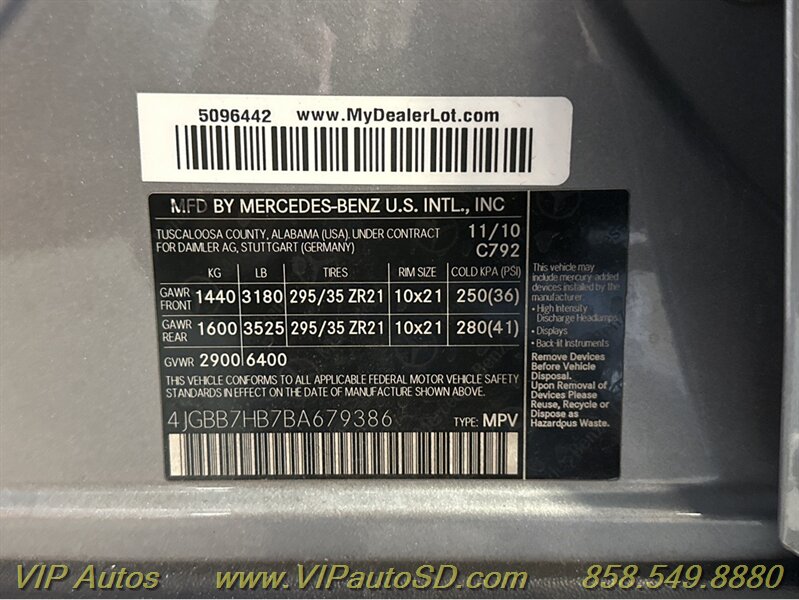 5096442 www.MyDealerLot.com
MFD BY MERCEDES-BENZ U.S. INTL., INC
TUSCALOOSA COUNTY, ALABAMA (USA). UNDER CONTRACT
FOR DAIMLER AG, STUTTGART (GERMANY)
11/10
C792
KG LB TIRES RIM SIZE COLD KPA (PSI)
GAWR FRONT 1440 3180 295/35 ZR21 10x21 250(36)
GAWR REAR 1600 3525 295/35 ZR21 10x21 280(41)
GVWR 2900 6400
THIS VEHICLE CONFORMS TO ALL APPLICABLE FEDERAL MOTOR VEHICLE SAFETY
STANDARDS IN EFFECT ON THE DATE OF MANUFACTURE SHOWN ABOVE.
4JGBB7HB7BA679386 TYPE: MPV
This vehicle may
include mercury-added
devices installed by the
manufacturer:
• High Intensity
Discharge Headlamps
• Displays
• Back-lit Instruments
Remove Devices
Before Vehicle
Disposal.
Upon Removal of
Devices Please
Reuse, Recycle or
Dispose as
Hazardous Waste.
VIP Autos www.VIPautoSD.com 858.549.8880